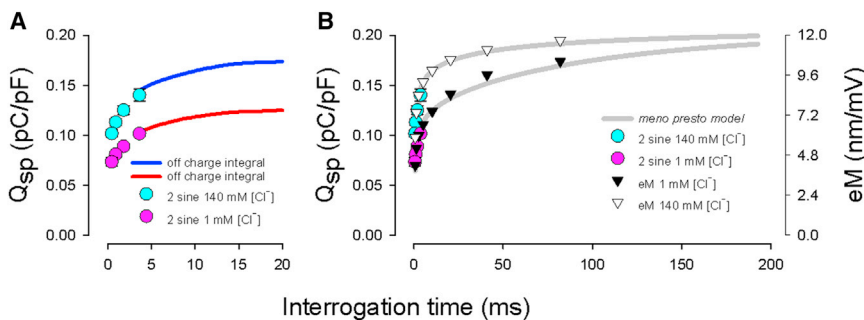 A
B
0.20
0.15
0.10
0.05
0.00
Qsp (pC/pF)
off charge integral
off charge integral
2 sine 140 mM [Cl⁻]
2 sine 1 mM [Cl⁻]
0 5 10 15 20
0.20
0.15
0.10
0.05
0.00
Qsp (pC/pF)
meno presto model
2 sine 140 mM [Cl⁻]
2 sine 1 mM [Cl⁻]
eM 1 mM [Cl⁻]
eM 140 mM [Cl⁻]
12.0
9.6
7.2
4.8
2.4
0.0
eM (nm/mV)
0 50 100 150 200
Interrogation time (ms)